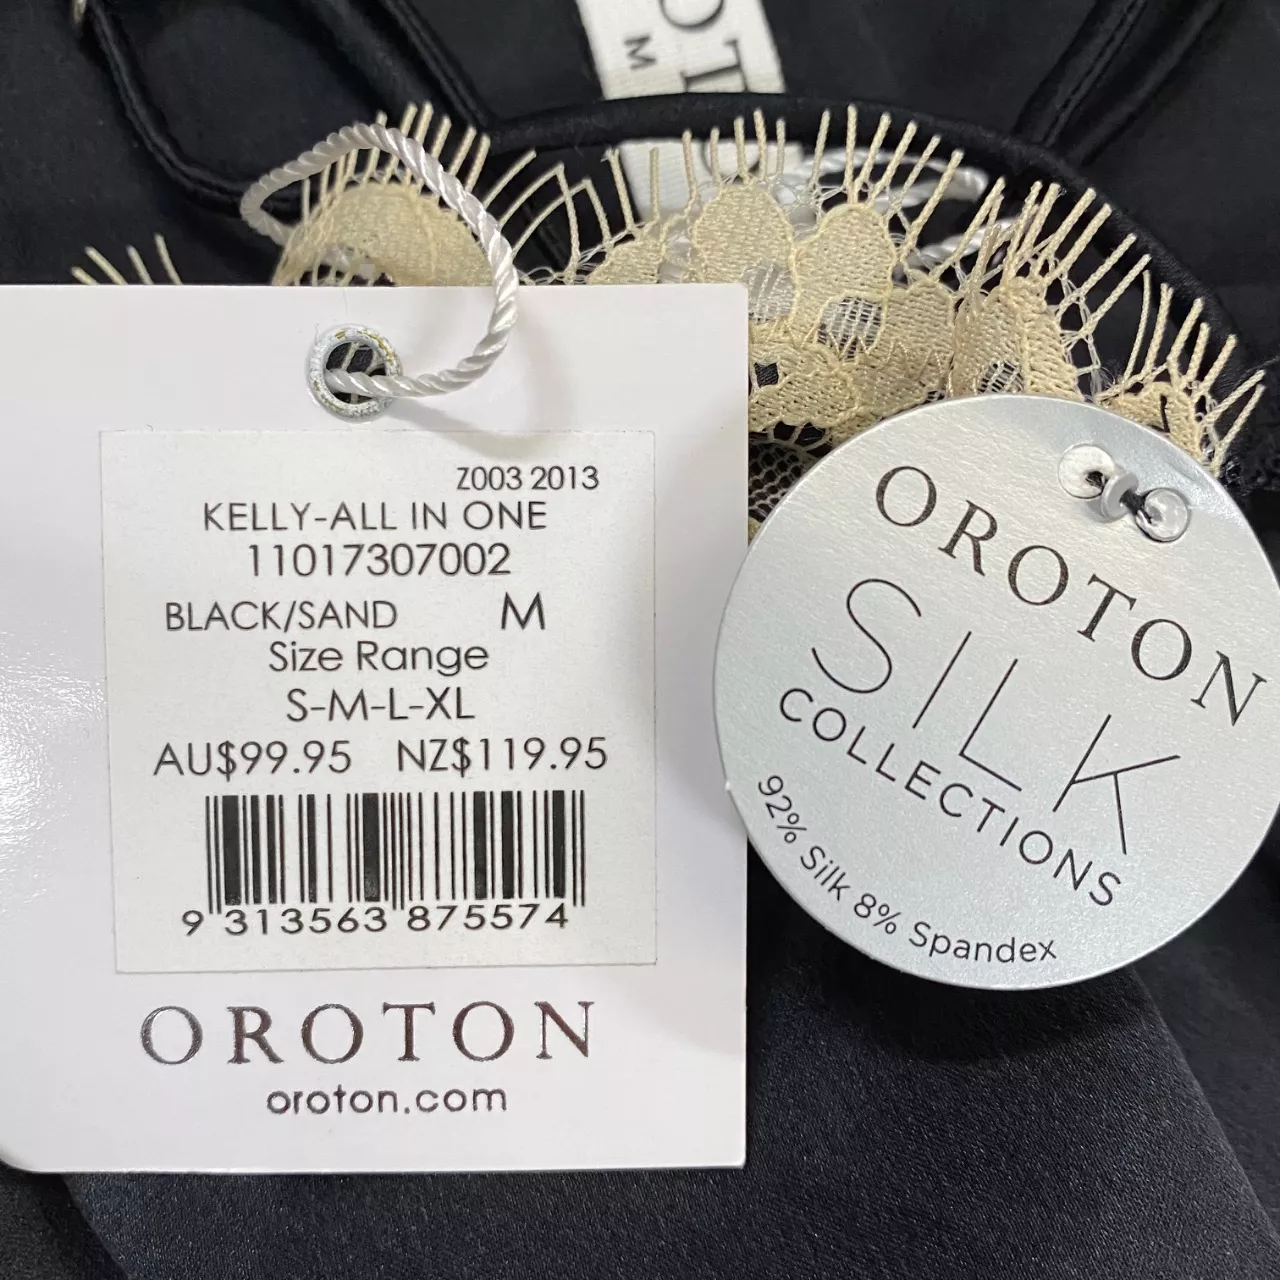 OROT
M
Z003 2013
KELLY-ALL IN ONE
11017307002
BLACK/SAND M
Size Range
S-M-L-XL
AU$99.95 NZ$119.95
9 313563 875574
OROTON
oroton.com
OROTON
SILK
COLLECTIONS
92% Silk 8% Spandex